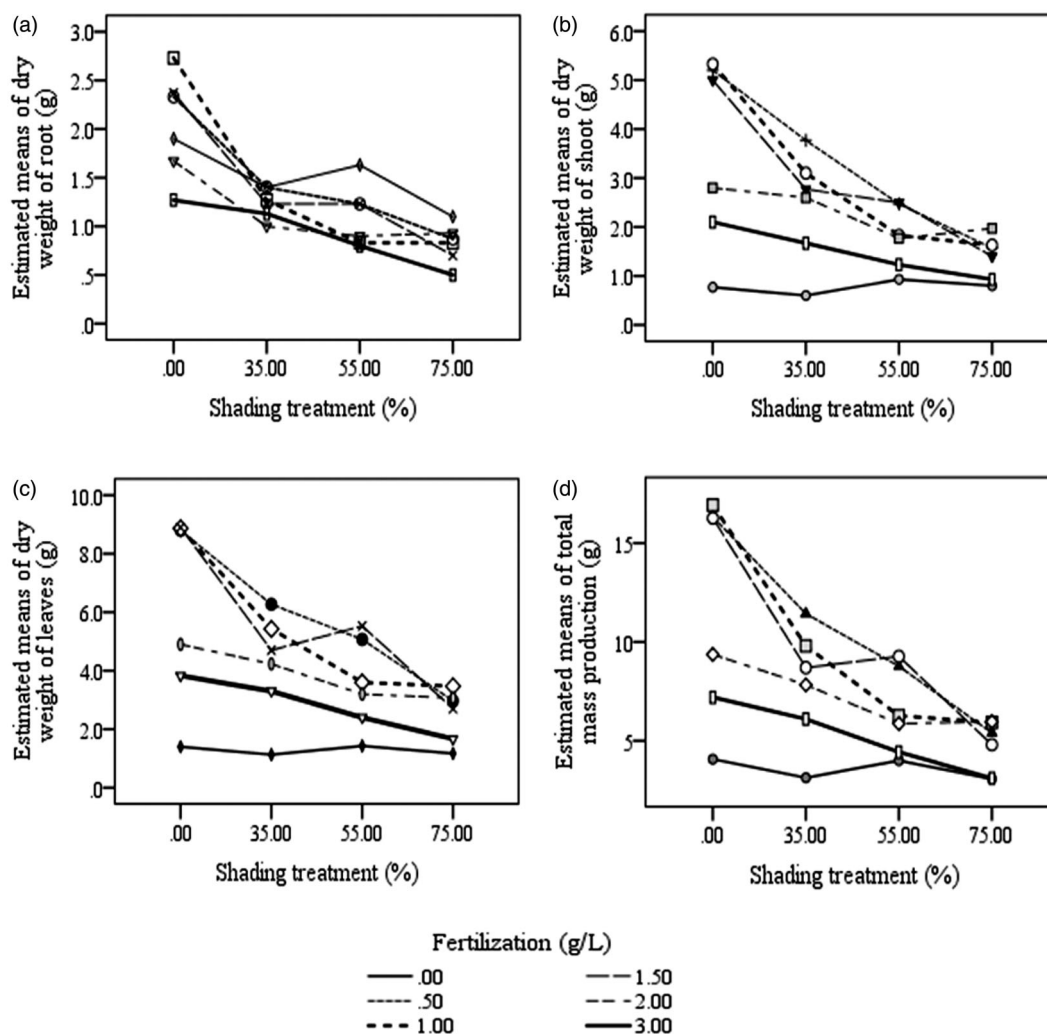 (a)
Estimated means of dry
weight of root (g)
3.0
2.5
2.0
1.5
1.0
.5
.0
.00 35.00 55.00 75.00
Shading treatment (%)
(b)
Estimated means of dry
weight of shoot (g)
6.0
5.0
4.0
3.0
2.0
1.0
.0
.00 35.00 55.00 75.00
Shading treatment (%)
(c)
Estimated means of dry
weight of leaves (g)
10.0
8.0
6.0
4.0
2.0
.0
.00 35.00 55.00 75.00
Shading treatment (%)
(d)
Estimated means of total
mass production (g)
15
10
5
.00 35.00 55.00 75.00
Shading treatment (%)
Fertilization (g/L)
.00 1.50
.50 2.00
1.00 3.00